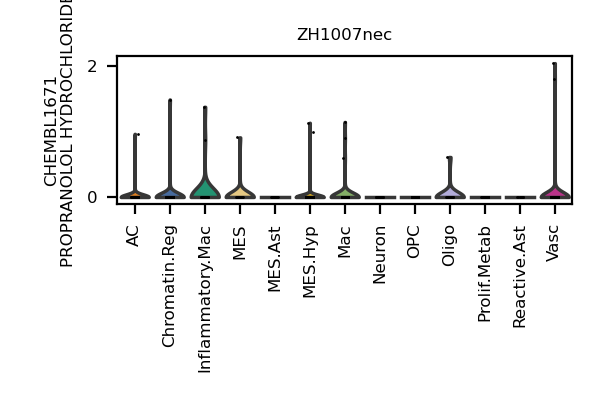 ZH1007nec
CHEMBL1671
PROPRANOLOL HYDROCHLORIDE
2
0
AC
Chromatin.Reg
Inflammatory.Mac
MES
MES.Ast
MES.Hyp
Mac
Neuron
OPC
Oligo
Prolif.Metab
Reactive.Ast
Vasc